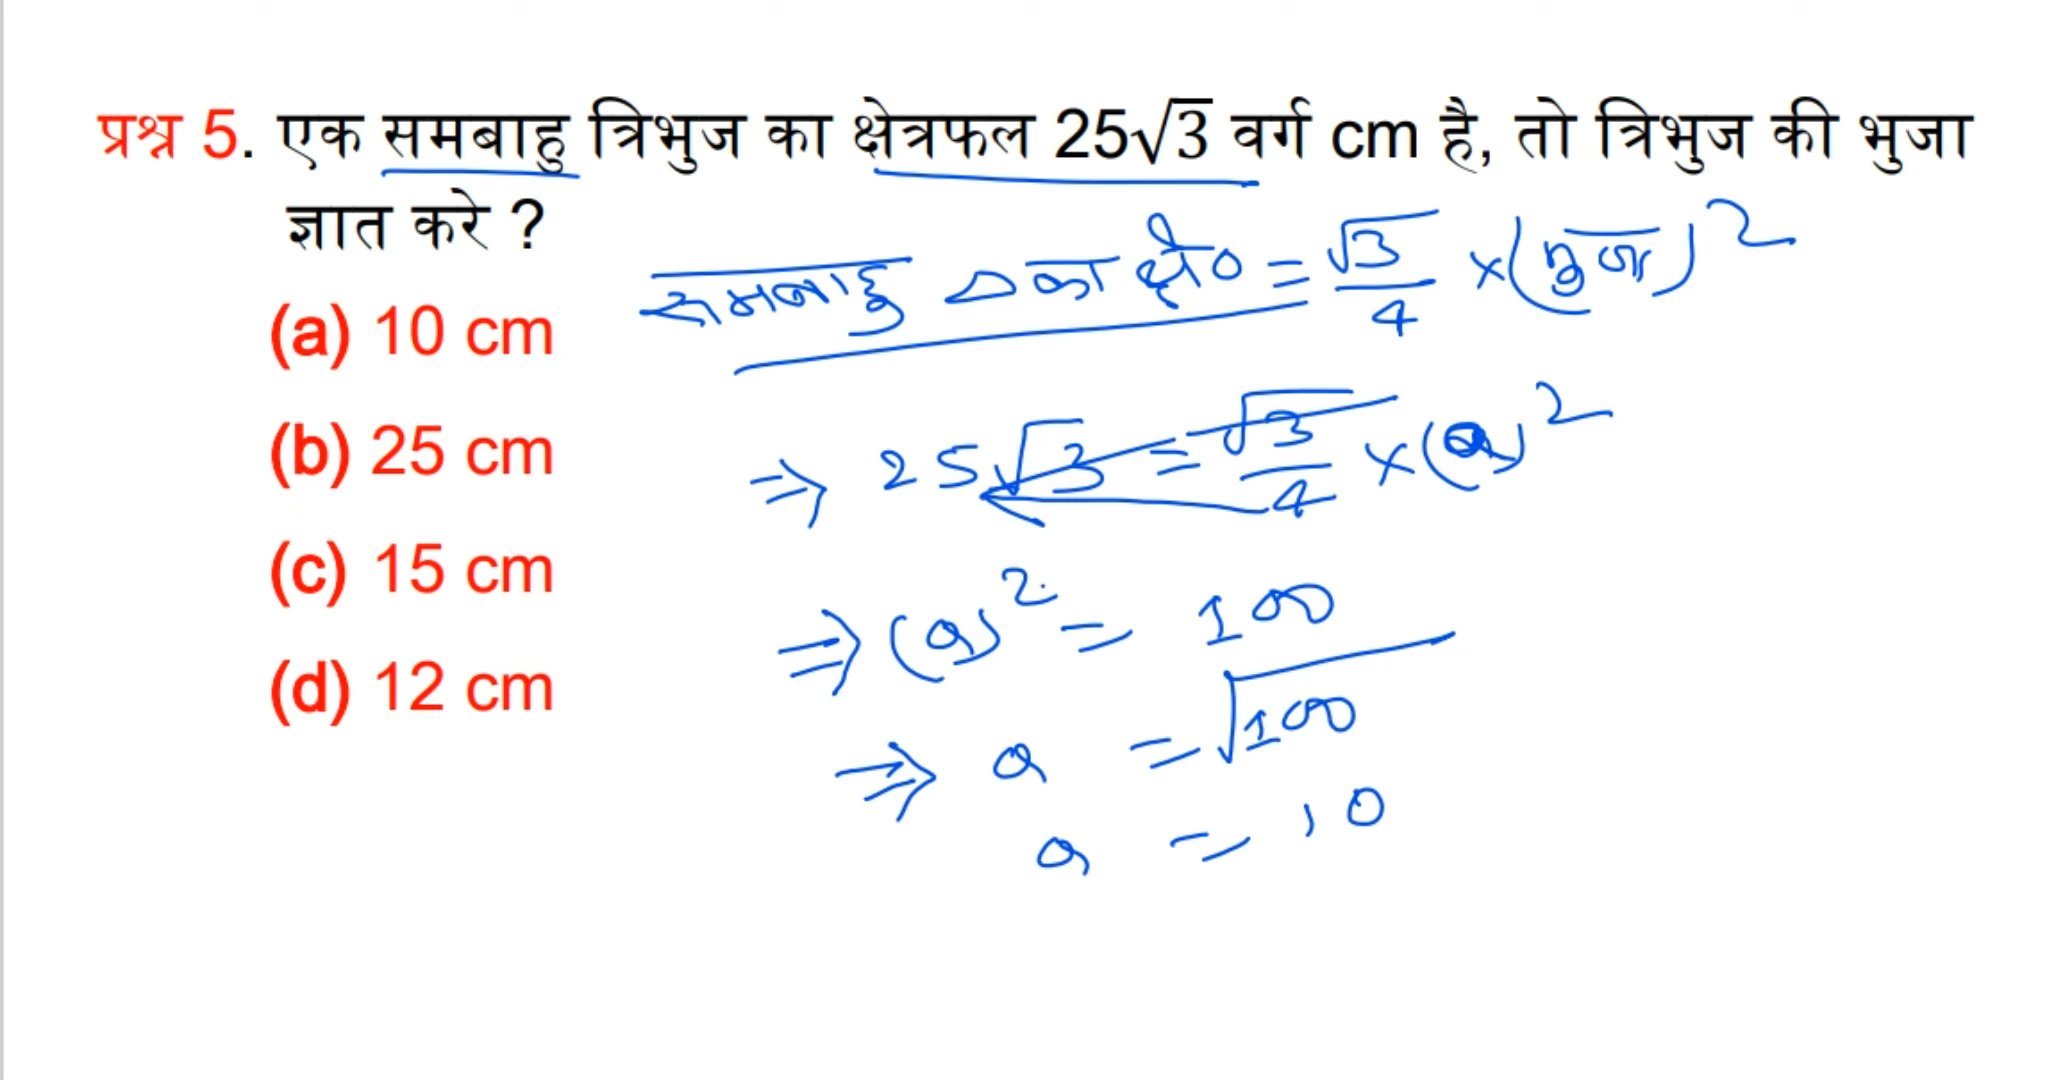 प्रश्न 5. एक समबाहु त्रिभुज का क्षेत्रफल 25√3 वर्ग cm है, तो त्रिभुज की भुजा
ज्ञात करे ?
समबाहु △ का क्षे० = √3/4 × (भुजा)²
(a) 10 cm
(b) 25 cm
⇒ 25√3 = √3/4 × (a)²
(c) 15 cm
⇒ (a)² = 100
(d) 12 cm
⇒ a = √100
a = 10